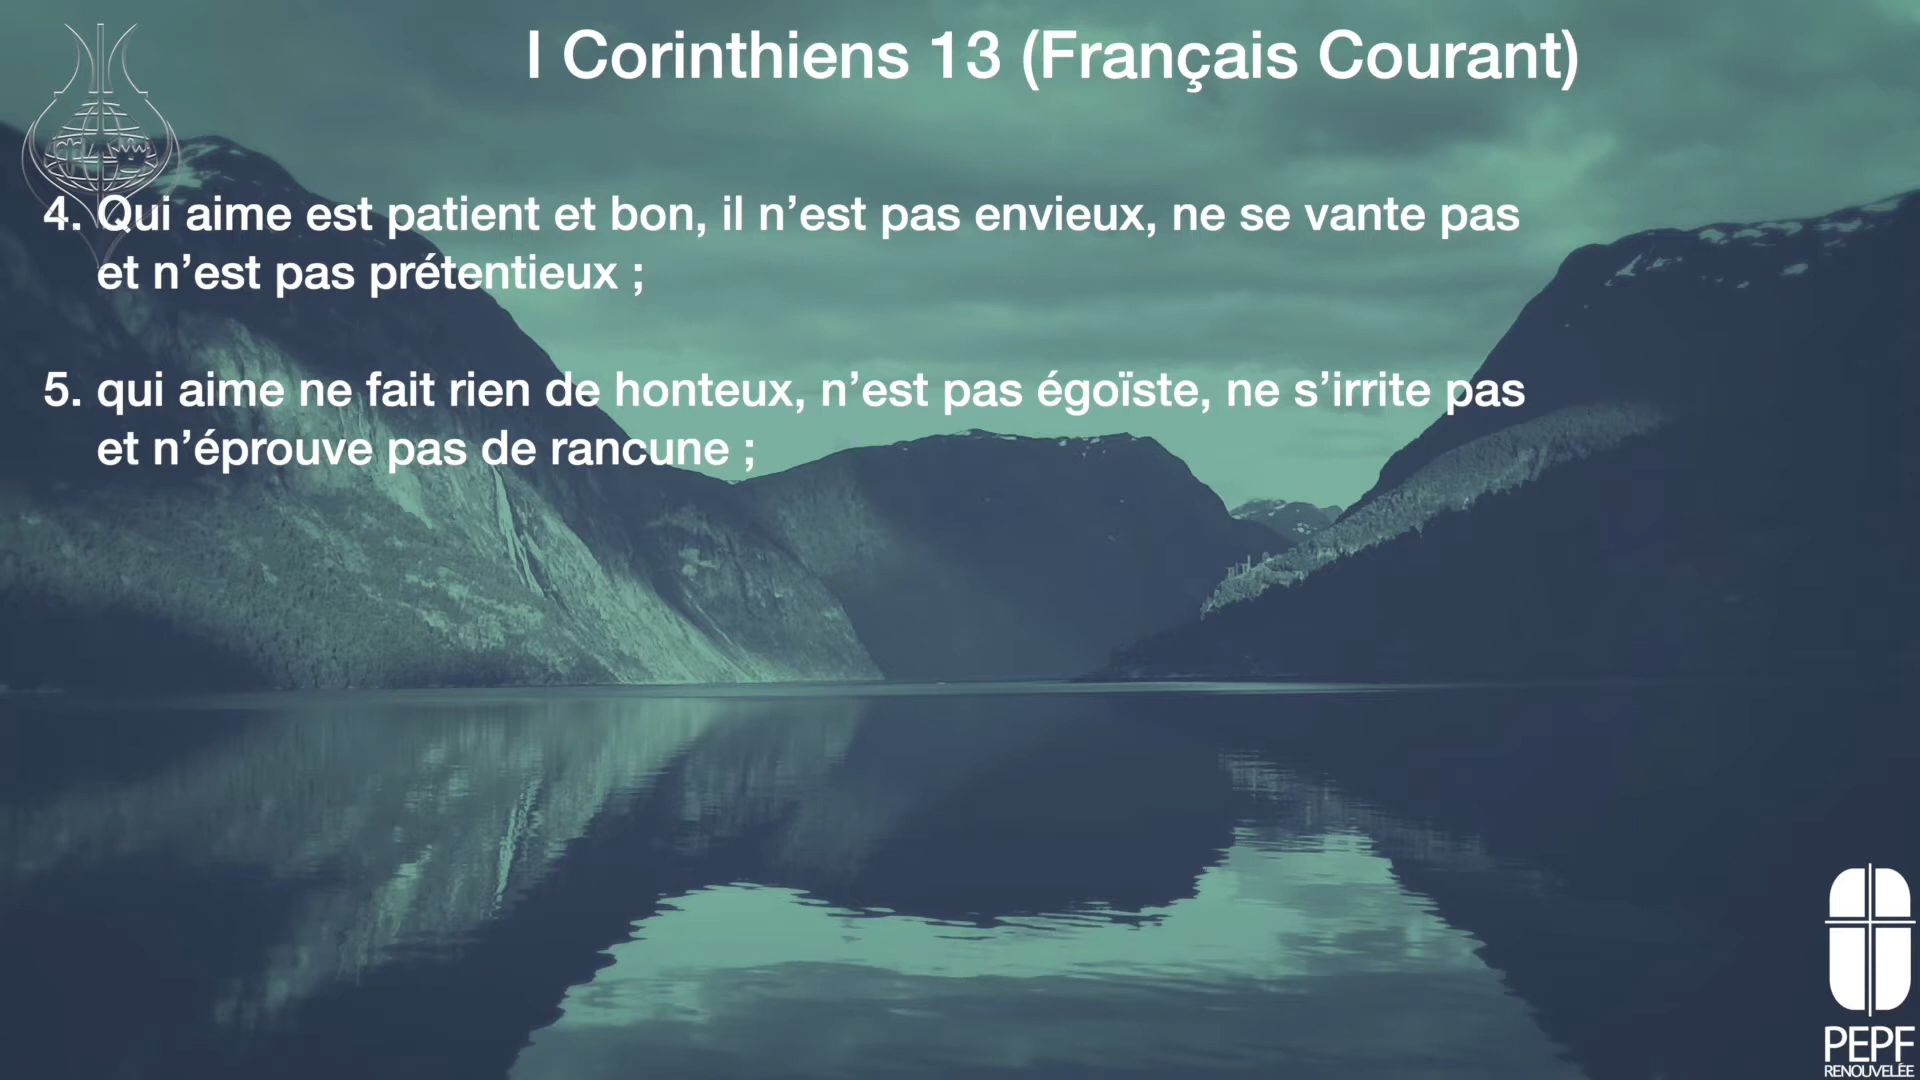 I Corinthiens 13 (Français Courant)
4. Qui aime est patient et bon, il n’est pas envieux, ne se vante pas
et n’est pas prétentieux ;
5. qui aime ne fait rien de honteux, n’est pas égoïste, ne s’irrite pas
et n’éprouve pas de rancune ;
PEPF
RENOUVELÉE